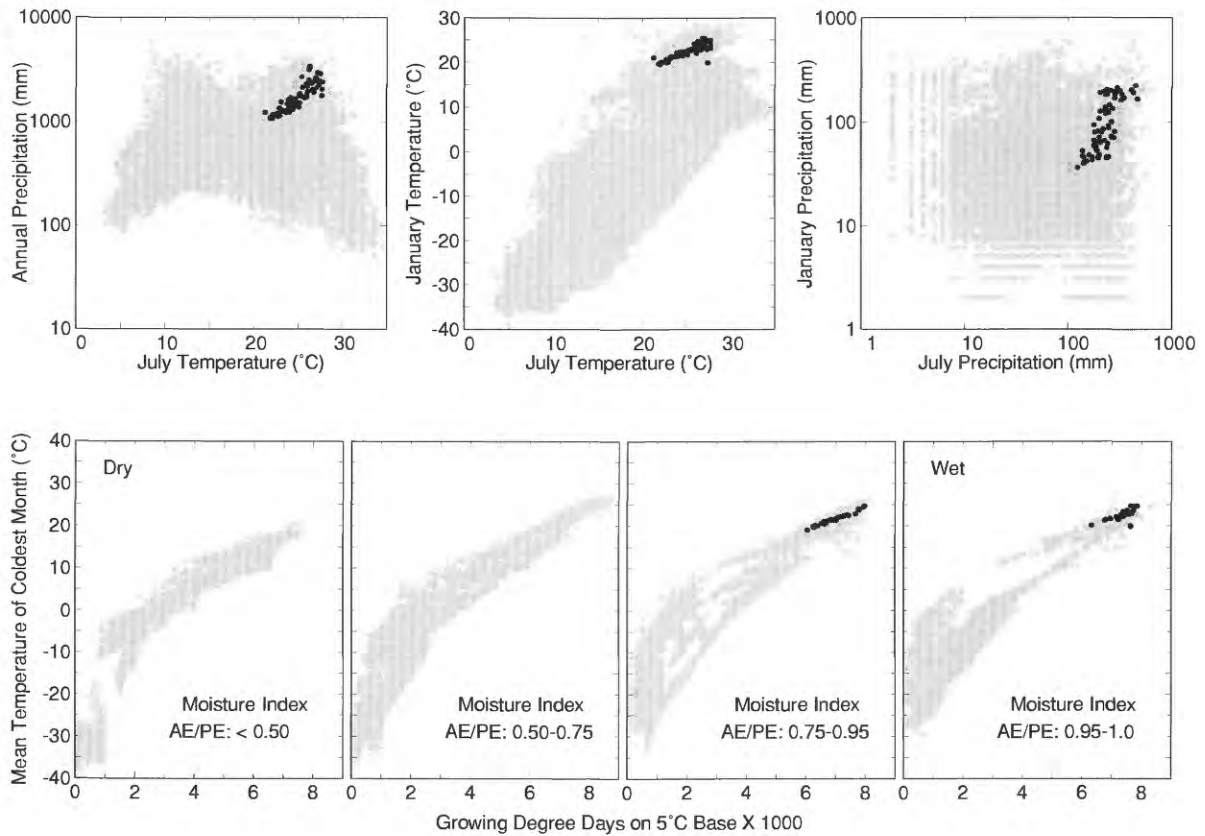 10000
1000
100
10
Annual Precipitation (mm)
0 10 20 30
July Temperature (˚C)
30
20
10
0
-10
-20
-30
-40
January Temperature (˚C)
0 10 20 30
July Temperature (˚C)
1000
100
10
1
January Precipitation (mm)
1 10 100 1000
July Precipitation (mm)
Mean Temperature of Coldest Month (˚C)
40
30
20
10
0
-10
-20
-30
-40
Dry
Moisture Index
AE/PE: < 0.50
0 2 4 6 8
Moisture Index
AE/PE: 0.50-0.75
0 2 4 6 8
Moisture Index
AE/PE: 0.75-0.95
0 2 4 6 8
Wet
Moisture Index
AE/PE: 0.95-1.0
0 2 4 6 8
Growing Degree Days on 5˚C Base X 1000